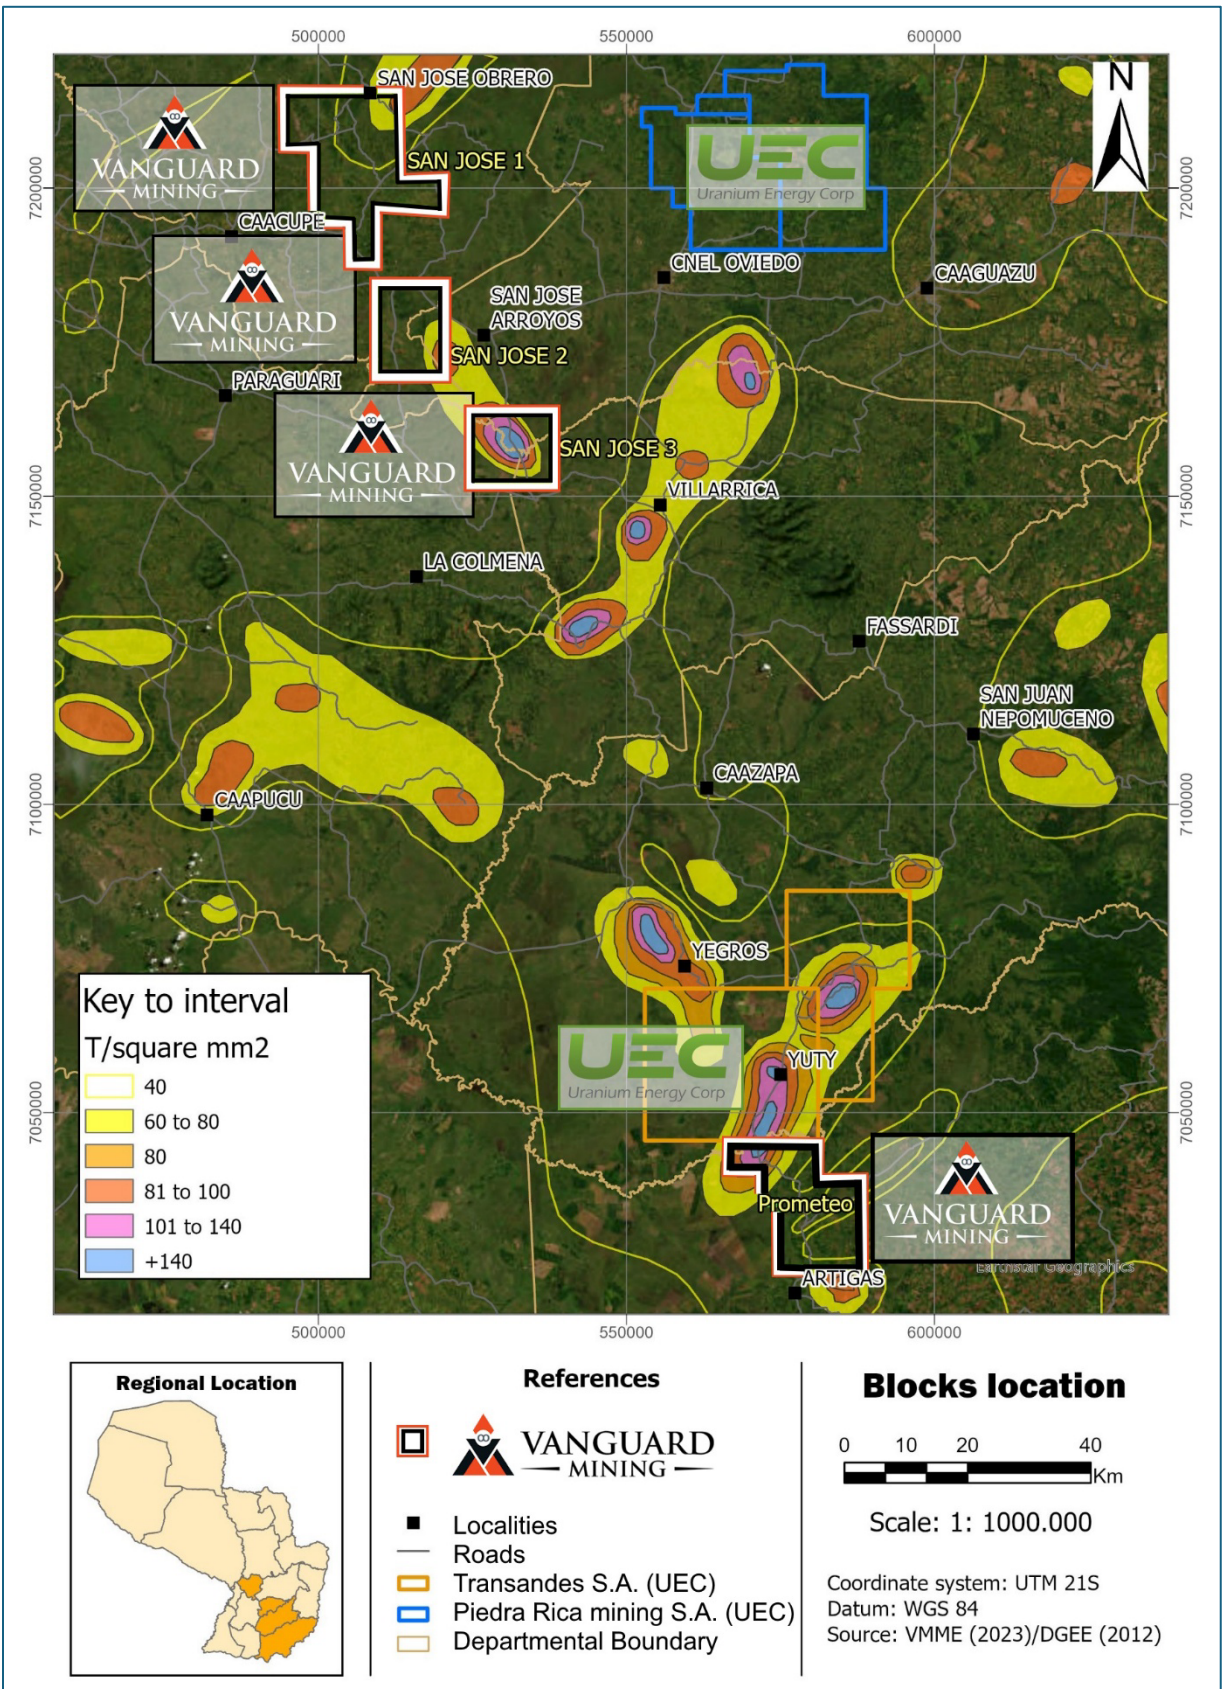 500000
550000
600000
N
SAN JOSE OBRERO
VANGUARD
MINING
SAN JOSE 1
UEC
Uranium Energy Corp
7200000
7200000
CAACUPE
VANGUARD
MINING
CNEL OVIEDO
CAAGUAZU
SAN JOSE
ARROYOS
SAN JOSE 2
PARAGUARI
VANGUARD
MINING
SAN JOSE 3
VILLARRICA
7150000
7150000
LA COLMENA
FASSARDI
SAN JUAN
NEPOMUCENO
CAAZAPA
CAAPUCU
7100000
7100000
YEGROS
Key to interval
T/square mm2
40
60 to 80
80
81 to 100
101 to 140
+140
UEC
Uranium Energy Corp
YUTY
7050000
7050000
VANGUARD
MINING
Prometeo
Earthstar Geographics
ARTIGAS
500000
550000
600000
Regional Location
References
VANGUARD
MINING
Localities
Roads
Transandes S.A. (UEC)
Piedra Rica mining S.A. (UEC)
Departmental Boundary
Blocks location
0 10 20 40
Km
Scale: 1: 1000.000
Coordinate system: UTM 21S
Datum: WGS 84
Source: VMME (2023)/DGEE (2012)